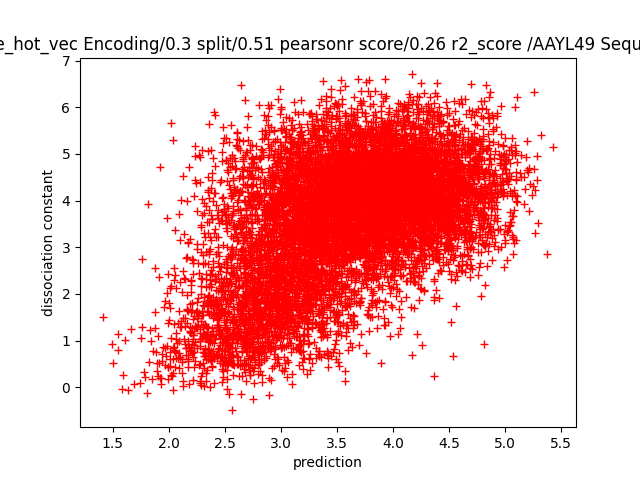 e_hot_vec Encoding/0.3 split/0.51 pearsonr score/0.26 r2_score /AAYL49 Sequ
7
6
5
4
3
2
1
0
dissociation constant
1.5 2.0 2.5 3.0 3.5 4.0 4.5 5.0 5.5
prediction